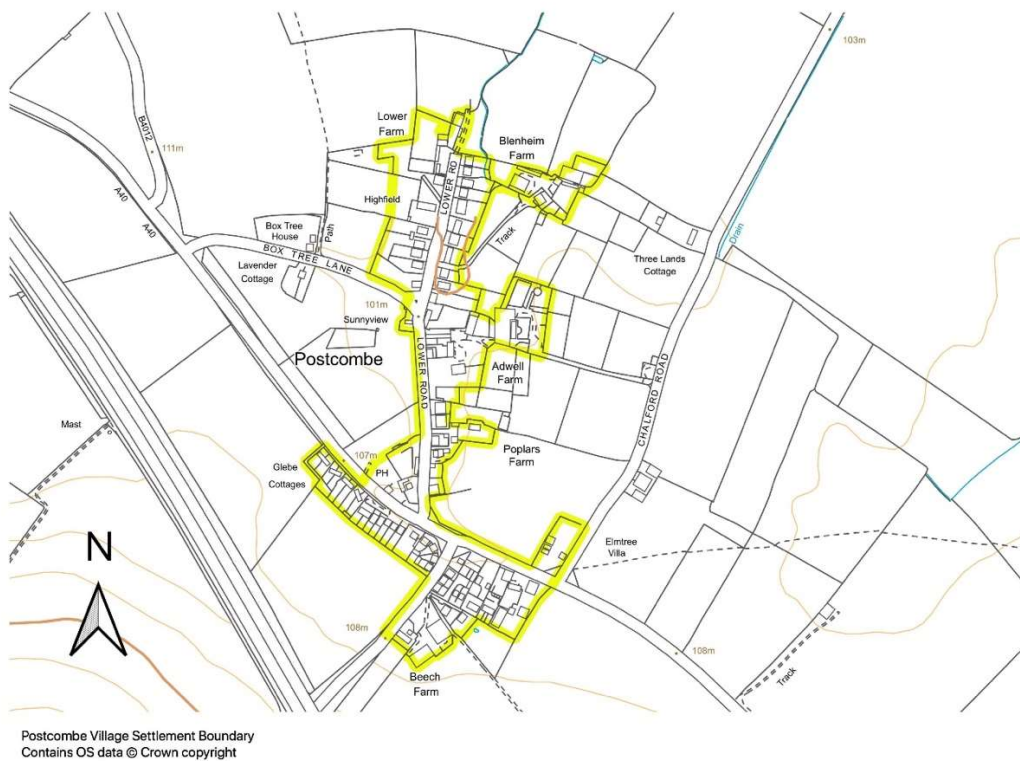 103m
B4012
Lower
Farm
Blenheim
Farm
111m
LOWER RD
A40
A40
Highfield
Path
Box Tree
House
BOX TREE LANE
Track
Drain
Three Lands
Cottage
Lavender
Cottage
101m
Sunnyview
Postcombe
LOWER ROAD
Adwell
Farm
CHALFORD ROAD
Mast
107m
PH
Poplars
Farm
Glebe
Cottages
Elmtree
Villa
N
108m
108m
Track
Beech
Farm
Postcombe Village Settlement Boundary
Contains OS data © Crown copyright